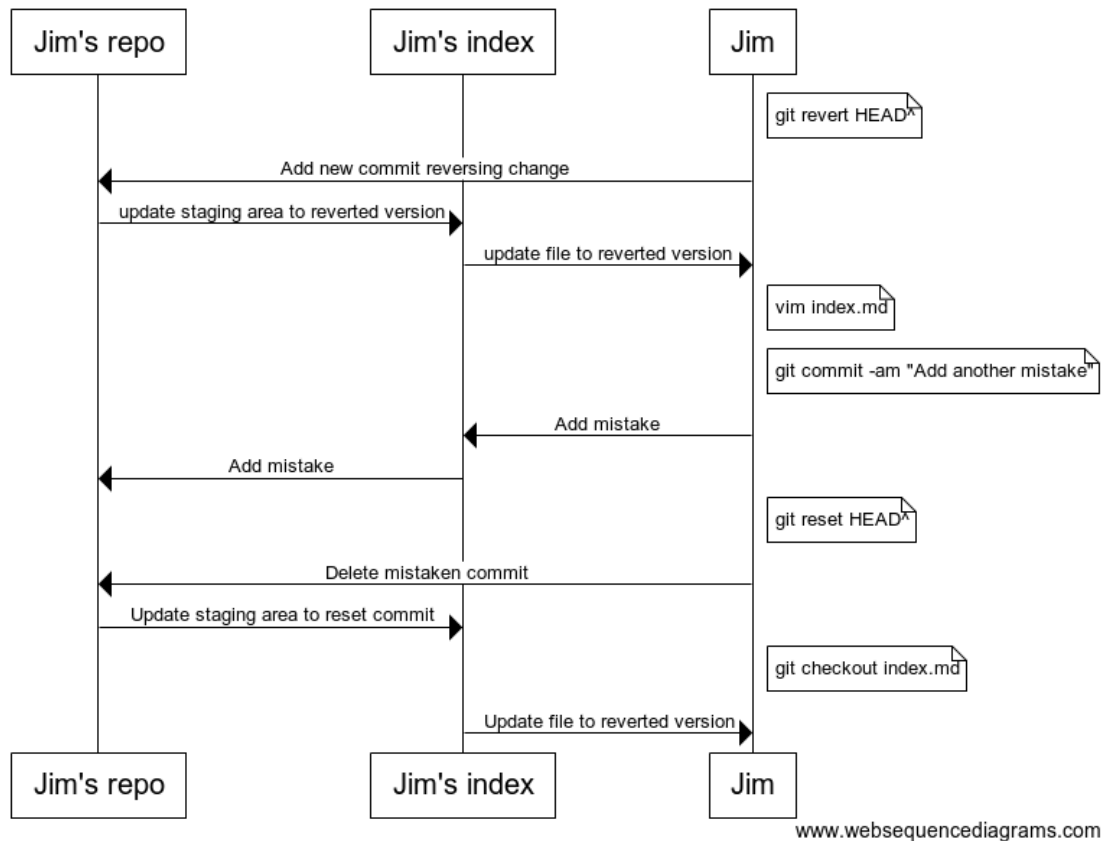 Jim's repo
Jim's index
Jim
git revert HEAD^
Add new commit reversing change
update staging area to reverted version
update file to reverted version
vim index.md
git commit -am "Add another mistake"
Add mistake
Add mistake
git reset HEAD^
Delete mistaken commit
Update staging area to reset commit
git checkout index.md
Update file to reverted version
Jim's repo
Jim's index
Jim
www.websequencediagrams.com